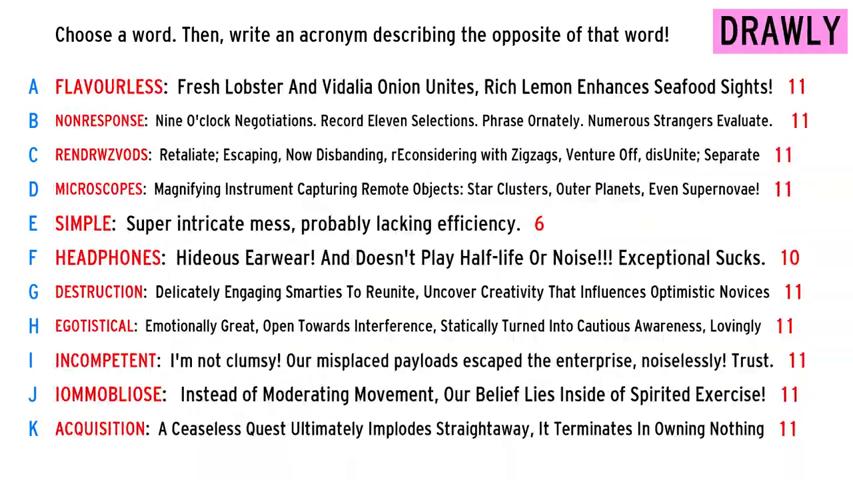 Choose a word. Then, write an acronym describing the opposite of that word!
DRAWLY
A FLAVOURLESS: Fresh Lobster And Vidalia Onion Unites, Rich Lemon Enhances Seafood Sights! 11
B NONRESPONSE: Nine O'clock Negotiations. Record Eleven Selections. Phrase Ornately. Numerous Strangers Evaluate. 11
C RENDRWZVODS: Retaliate; Escaping, Now Disbanding, rEconsidering with Zigzags, Venture Off, disUnite; Separate 11
D MICROSCOPES: Magnifying Instrument Capturing Remote Objects: Star Clusters, Outer Planets, Even Supernovae! 11
E SIMPLE: Super intricate mess, probably lacking efficiency. 6
F HEADPHONES: Hideous Earwear! And Doesn't Play Half-life Or Noise!!! Exceptional Sucks. 10
G DESTRUCTION: Delicately Engaging Smarties To Reunite, Uncover Creativity That Influences Optimistic Novices 11
H EGOTISTICAL: Emotionally Great, Open Towards Interference, Statically Turned Into Cautious Awareness, Lovingly 11
I INCOMPETENT: I'm not clumsy! Our misplaced payloads escaped the enterprise, noiselessly! Trust. 11
J IOMMOBLIOSE: Instead of Moderating Movement, Our Belief Lies Inside of Spirited Exercise! 11
K ACQUISITION: A Ceaseless Quest Ultimately Implodes Straightaway, It Terminates In Owning Nothing 11